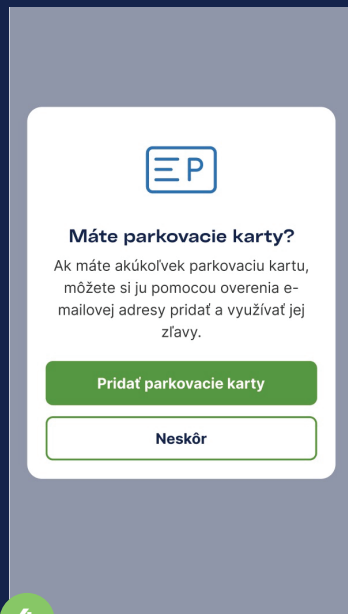 P
Máte parkovacie karty?
Ak máte akúkoľvek parkovaciu kartu,
môžete si ju pomocou overenia e-
mailovej adresy pridať a využívať jej
zľavy.
Pridať parkovacie karty
Neskôr